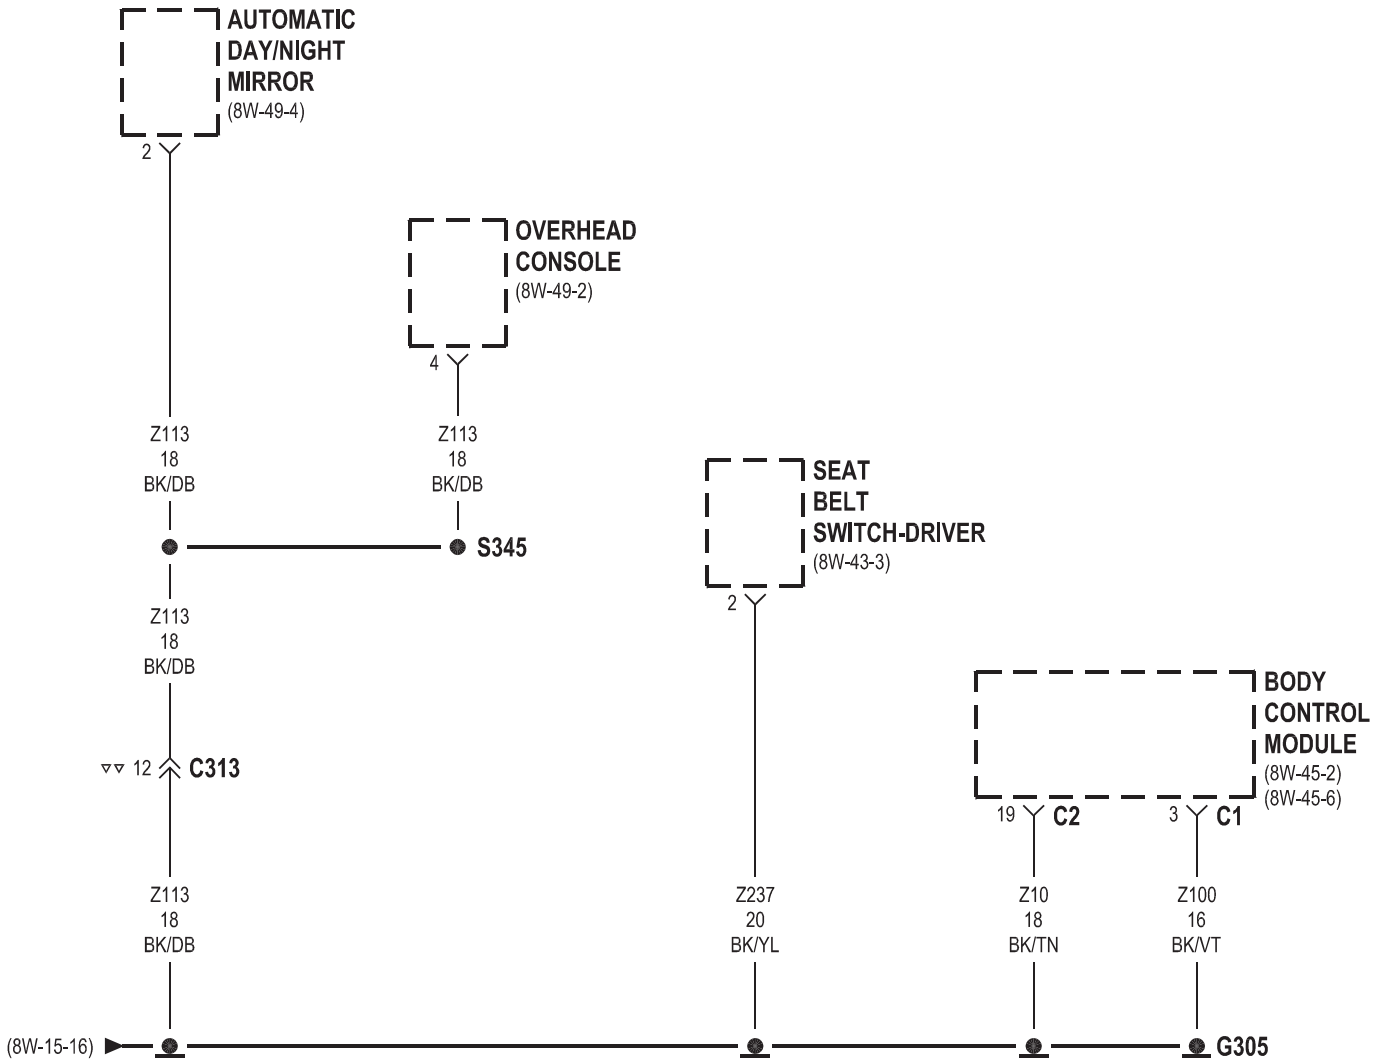 AUTOMATIC
DAY/NIGHT
MIRROR
(8W-49-4)
2
OVERHEAD
CONSOLE
(8W-49-2)
4
Z113
18
BK/DB
Z113
18
BK/DB
S345
SEAT
BELT
SWITCH-DRIVER
(8W-43-3)
2
Z113
18
BK/DB
BODY
CONTROL
MODULE
(8W-45-2)
(8W-45-6)
12 C313
19 C2
3 C1
Z113
18
BK/DB
Z237
20
BK/YL
Z10
18
BK/TN
Z100
16
BK/VT
(8W-15-16)
G305